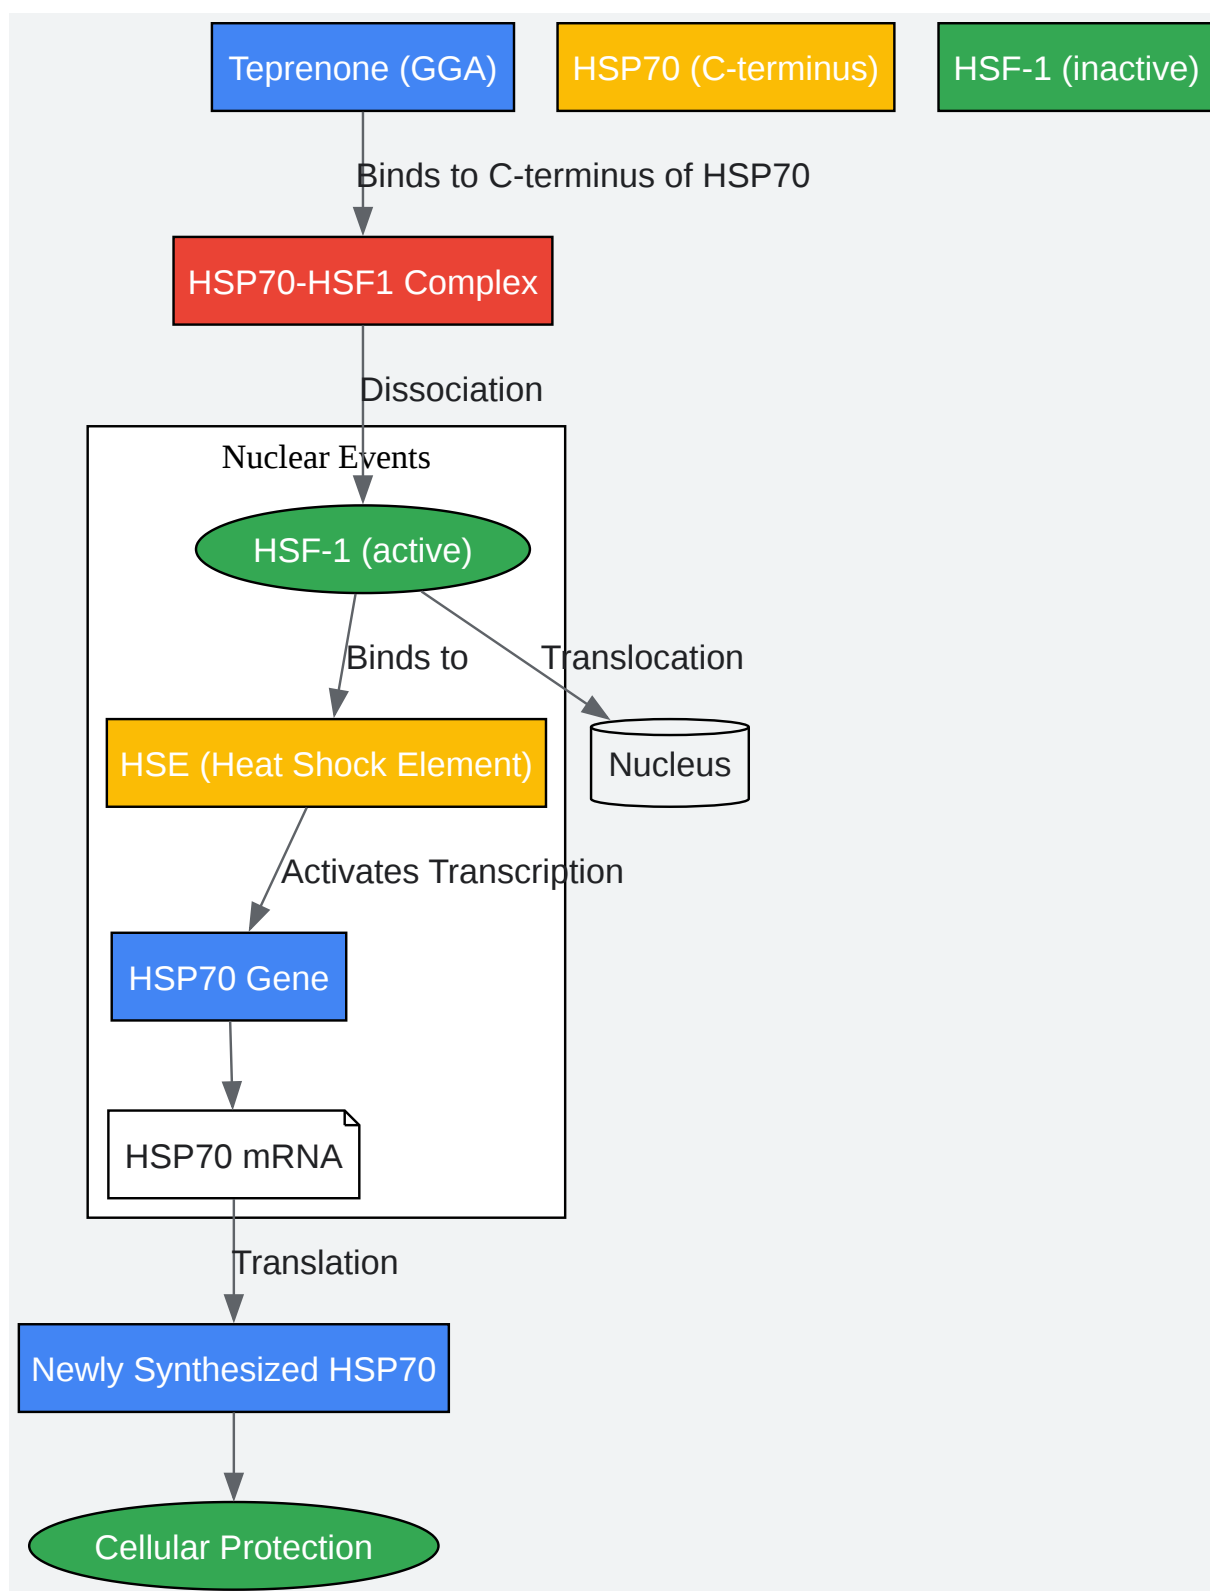 Teprenone (GGA)
HSP70 (C-terminus)
HSF-1 (inactive)
Binds to C-terminus of HSP70
HSP70-HSF1 Complex
Dissociation
Nuclear Events
HSF-1 (active)
Binds to
Translocation
HSE (Heat Shock Element)
Nucleus
Activates Transcription
HSP70 Gene
HSP70 mRNA
Translation
Newly Synthesized HSP70
Cellular Protection